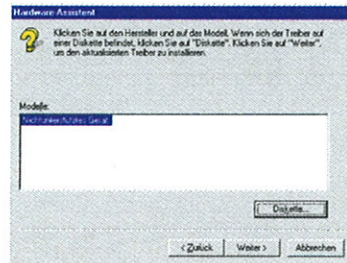 Hardware Assistent
Klicken Sie auf den Hersteller und auf das Modell. Wenn sich der Treiber auf
einer Diskette befindet, klicken Sie auf "Diskette". Klicken Sie auf "Weiter",
um den aktualisierten Treiber zu installieren.
Modelle:
Gerät
Diskette...
< Zurück
Weiter >
Abbrechen